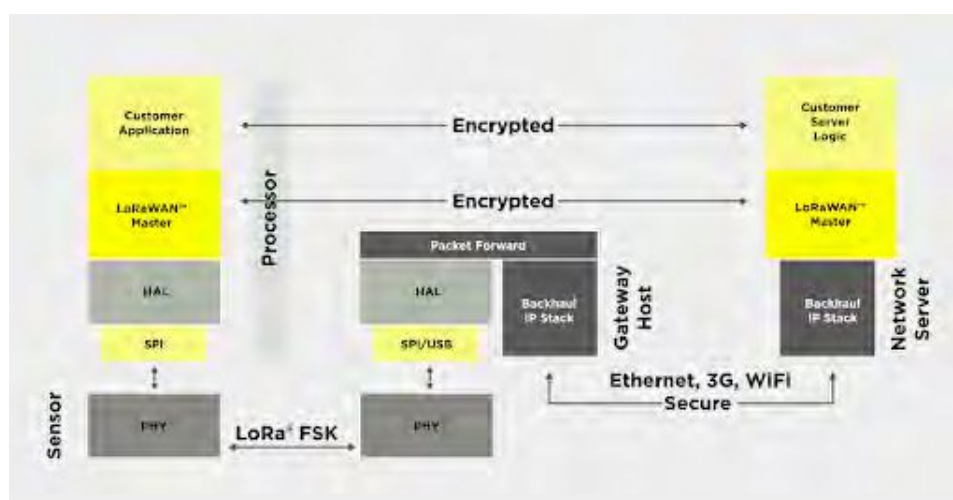 Customer
Application
Encrypted
Customer
Server
Logic
LoRaWAN™
Master
Processor
Encrypted
LoRaWAN™
Master
Packet Forward
HAL
HAL
Backhaul
IP Stack
Gateway
Host
Backhaul
IP Stack
Network
Server
SPI
SPI/USB
Ethernet, 3G, WiFi
Secure
Sensor
PHY
LoRa® FSK
PHY